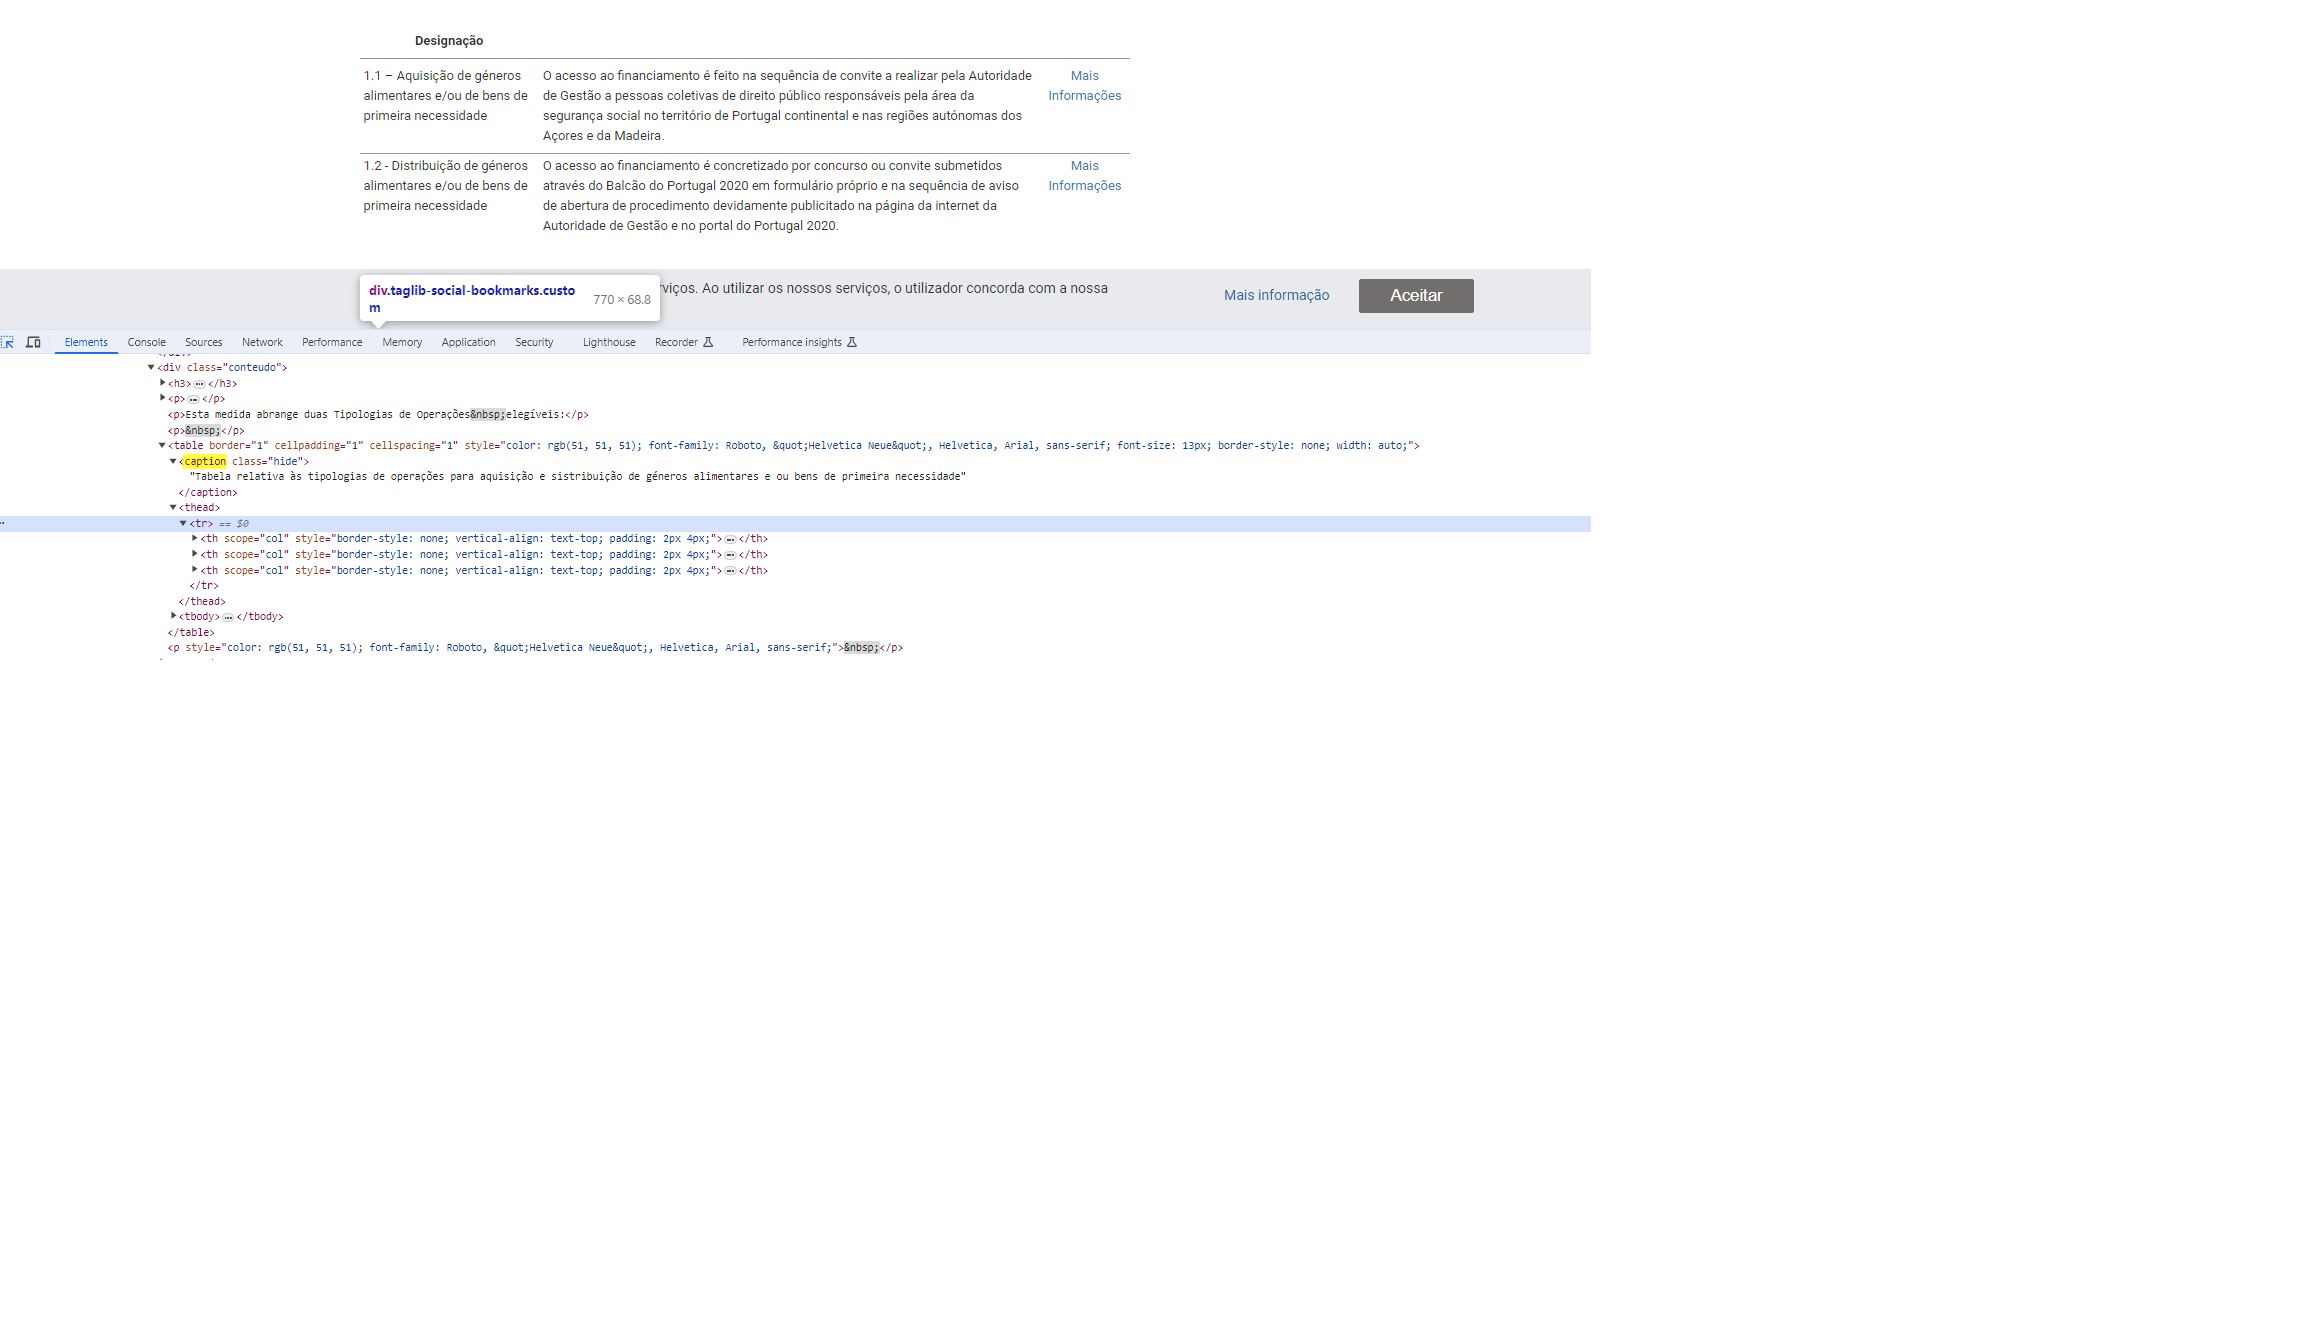 Designação
1.1 – Aquisição de géneros
alimentares e/ou de bens de
primeira necessidade
O acesso ao financiamento é feito na sequência de convite a realizar pela Autoridade
de Gestão a pessoas coletivas de direito público responsáveis pela área da
segurança social no território de Portugal continental e nas regiões autónomas dos
Açores e da Madeira.
Mais
Informações
1.2 - Distribuição de géneros
alimentares e/ou de bens de
primeira necessidade
O acesso ao financiamento é concretizado por concurso ou convite submetidos
através do Balcão do Portugal 2020 em formulário próprio e na sequência de aviso
de abertura de procedimento devidamente publicitado na página da internet da
Autoridade de Gestão e no portal do Portugal 2020.
Mais
Informações
div.taglib-social-bookmarks.custo
m
770 × 68.8
rviços. Ao utilizar os nossos serviços, o utilizador concorda com a nossa
Mais informação
Aceitar
Elements Console Sources Network Performance Memory Application Security Lighthouse Recorder Performance insights
<div class="conteudo">
<h3>…</h3>
<p>…</p>
<p>Esta medida abrange duas Tipologias de Operações&nbsp;elegíveis:</p>
<p>&nbsp;</p>
<table border="1" cellpadding="1" cellspacing="1" style="color: rgb(51, 51, 51); font-family: Roboto, &quot;Helvetica Neue&quot;, Helvetica, Arial, sans-serif; font-size: 13px; border-style: none; width: auto;">
<caption class="hide">
"Tabela relativa às tipologias de operações para aquisição e sistribuição de géneros alimentares e ou bens de primeira necessidade"
</caption>
<thead>
<tr> == $0
<th scope="col" style="border-style: none; vertical-align: text-top; padding: 2px 4px;">…</th>
<th scope="col" style="border-style: none; vertical-align: text-top; padding: 2px 4px;">…</th>
<th scope="col" style="border-style: none; vertical-align: text-top; padding: 2px 4px;">…</th>
</tr>
</thead>
<tbody>…</tbody>
</table>
<p style="color: rgb(51, 51, 51); font-family: Roboto, &quot;Helvetica Neue&quot;, Helvetica, Arial, sans-serif;">&nbsp;</p>